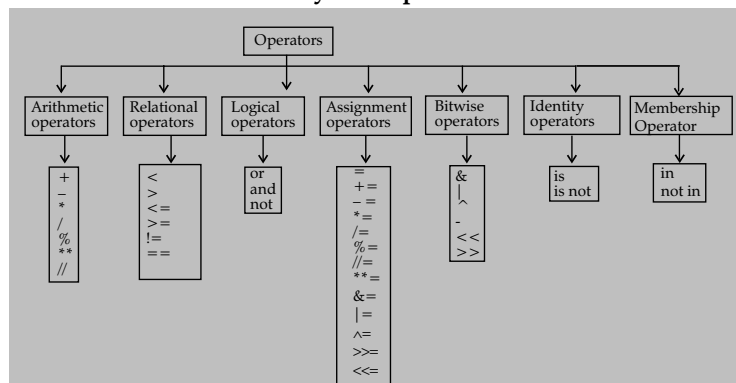 Operators
Arithmetic
operators
Relational
operators
Logical
operators
Assignment
operators
Bitwise
operators
Identity
operators
Membership
Operator
+
–
*
/
%
**
//
<
>
<=
>=
!=
==
or
and
not
=
+=
–=
*=
/=
%=
//=
**=
&=
|=
^=
>>=
<<=
&
|
^
-
<<
>>
is
is not
in
not in